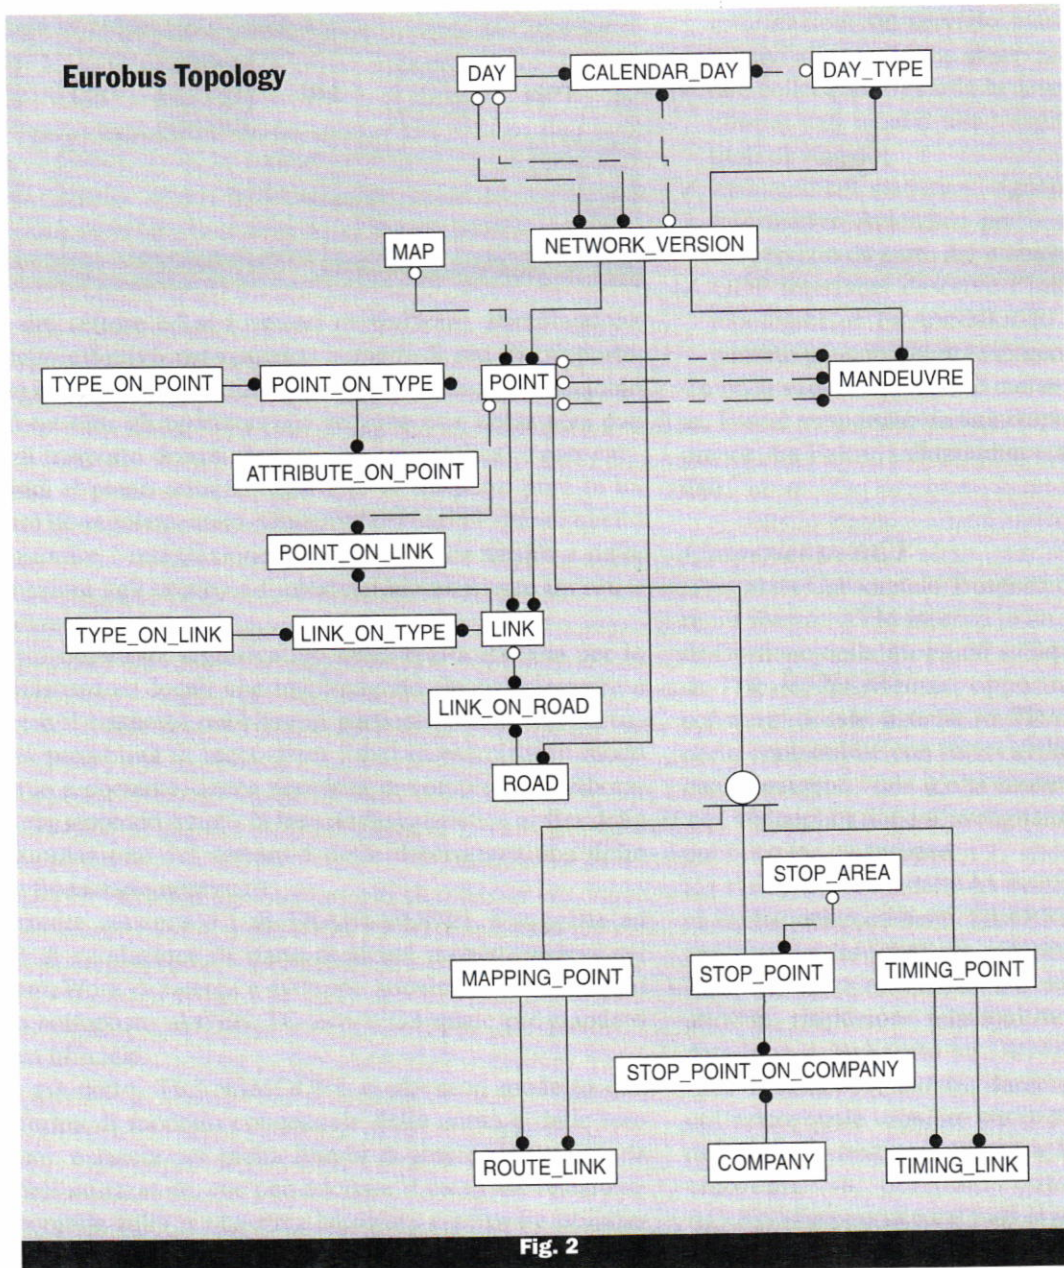 Eurobus Topology
DAY
CALENDAR_DAY
DAY_TYPE
NETWORK_VERSION
MAP
TYPE_ON_POINT
POINT_ON_TYPE
POINT
MANDEUVRE
ATTRIBUTE_ON_POINT
POINT_ON_LINK
TYPE_ON_LINK
LINK_ON_TYPE
LINK
LINK_ON_ROAD
ROAD
STOP_AREA
MAPPING_POINT
STOP_POINT
TIMING_POINT
STOP_POINT_ON_COMPANY
ROUTE_LINK
COMPANY
TIMING_LINK
Fig. 2